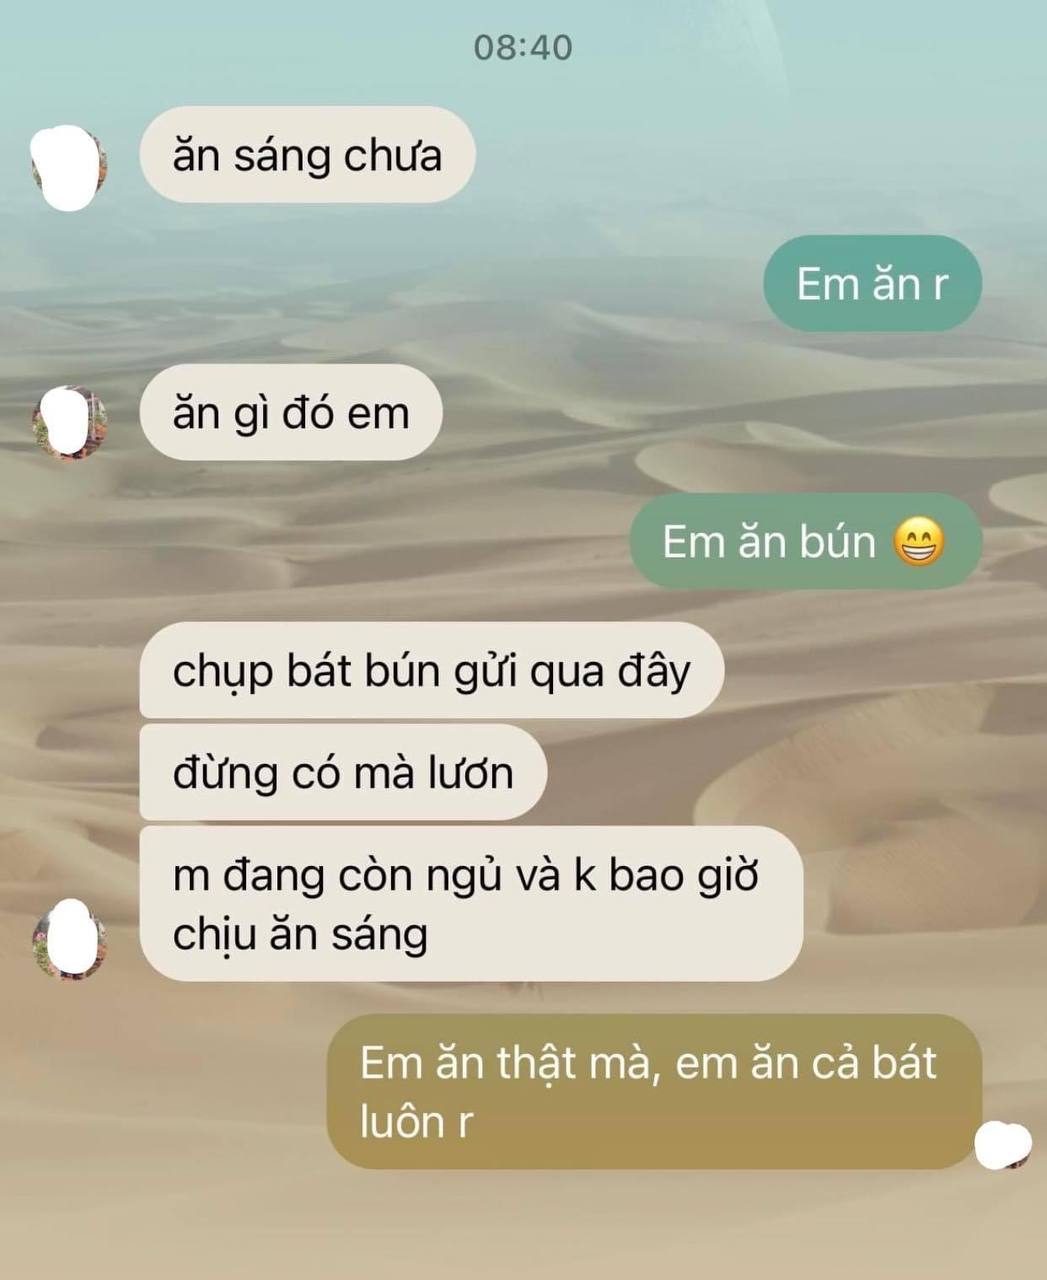 08:40
ăn sáng chưa
Em ăn r
ăn gì đó em
Em ăn bún 😁
chụp bát bún gửi qua đây
đừng có mà lươn
m đang còn ngủ và k bao giờ
chịu ăn sáng
Em ăn thật mà, em ăn cả bát
luôn r